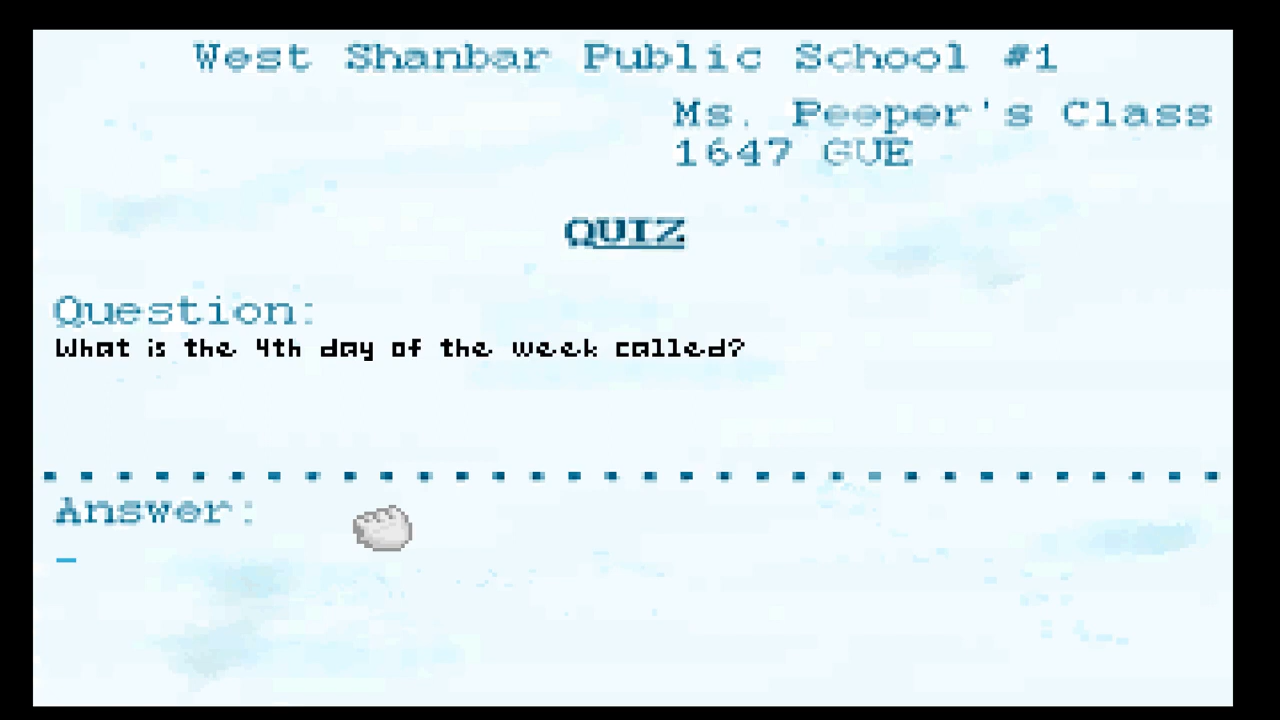 West Shanbar Public School #1
Ms. Peeper's Class
1647 GUE
QUIZ
Question:
What is the 4th day of the week called?
Answer: